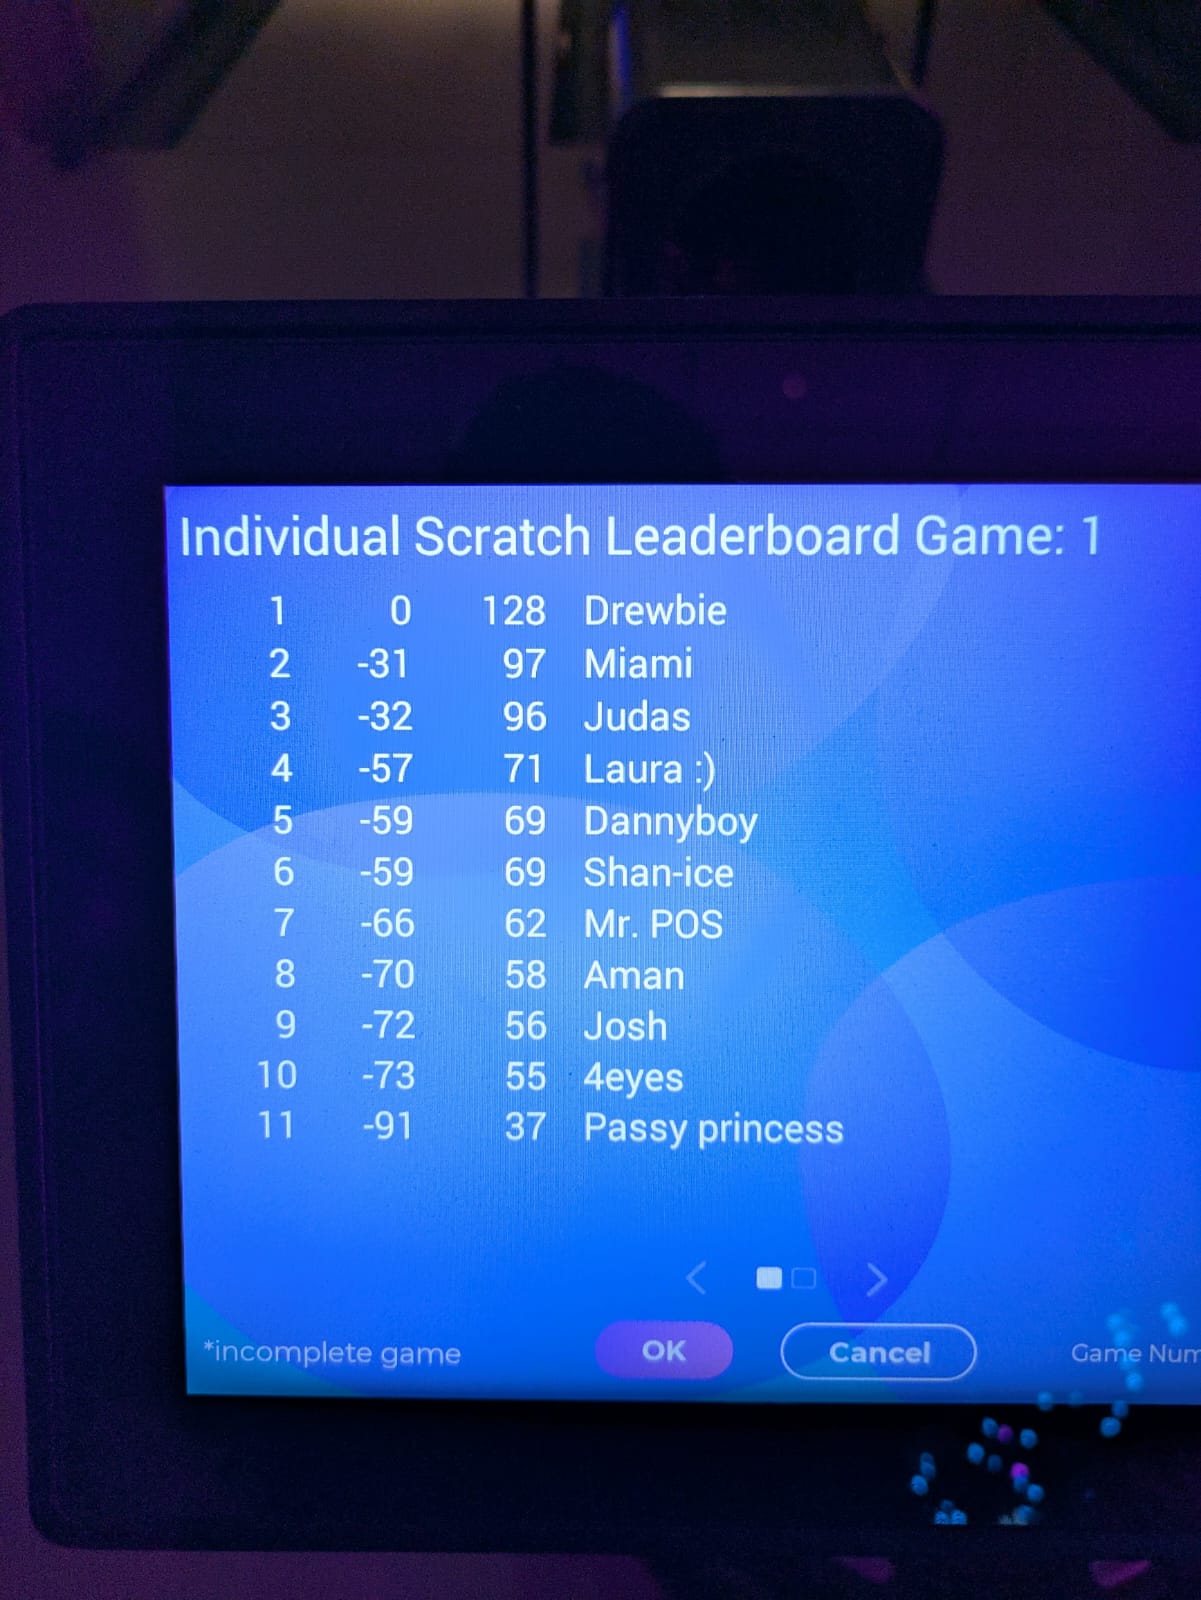 Individual Scratch Leaderboard Game: 1
1 0 128 Drewbie
2 -31 97 Miami
3 -32 96 Judas
4 -57 71 Laura :)
5 -59 69 Dannyboy
6 -59 69 Shan-ice
7 -66 62 Mr. POS
8 -70 58 Aman
9 -72 56 Josh
10 -73 55 4eyes
11 -91 37 Passy princess
*incomplete game OK Cancel Game Num